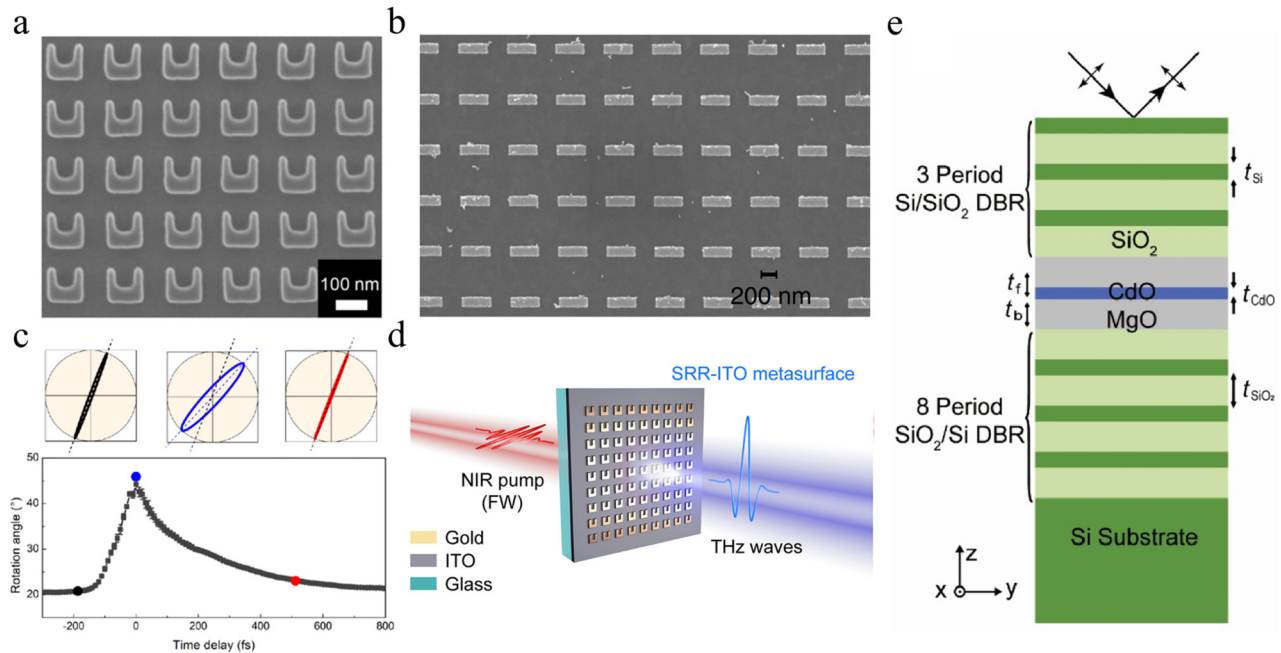 a
100 nm
b
200 nm
c
Rotation angle (°)
50
40
30
20
-200
0
200
400
600
800
Time delay (fs)
d
SRR-ITO metasurface
NIR pump
(FW)
THz waves
Gold
ITO
Glass
e
3 Period
Si/SiO₂ DBR
tSi
SiO₂
tf
CdO
tCdO
tb
MgO
8 Period
SiO₂/Si DBR
tSiO₂
Si Substrate
z
x
y